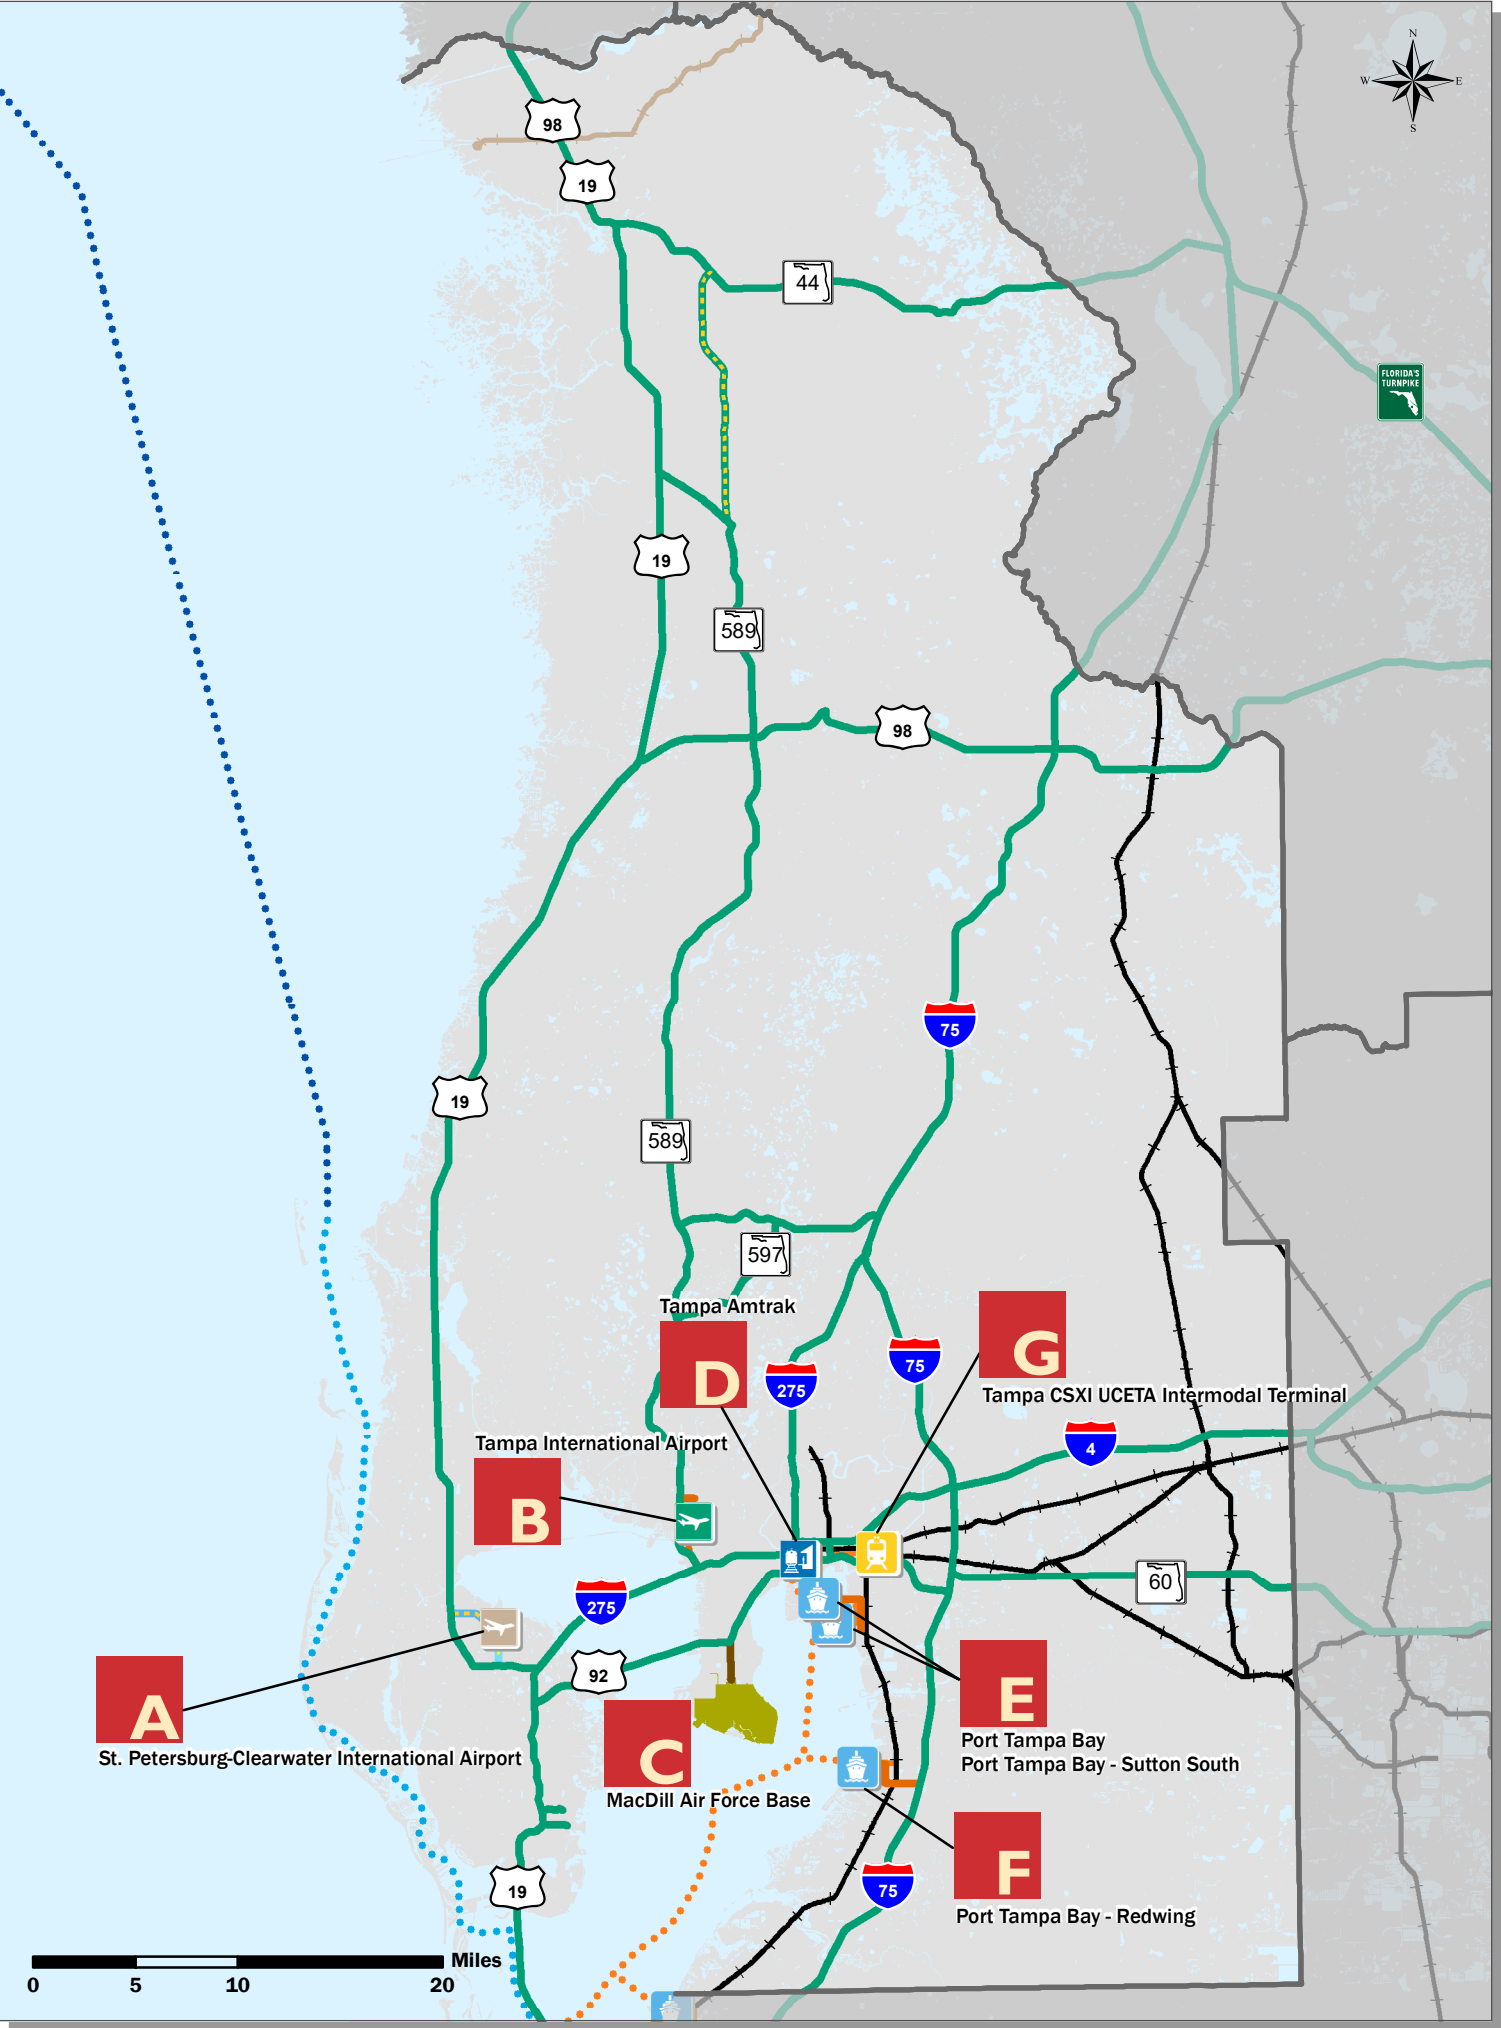 N
W E
S
98
19
44
FLORIDA'S
TURNPIKE
19
589
98
75
19
589
597
Tampa Amtrak
D
275
75
G
Tampa CSXI UCETA Intermodal Terminal
4
Tampa International Airport
B
60
275
92
A
St. Petersburg-Clearwater International Airport
E
Port Tampa Bay
Port Tampa Bay - Sutton South
C
MacDill Air Force Base
F
Port Tampa Bay - Redwing
19
75
Miles
0 5 10 20